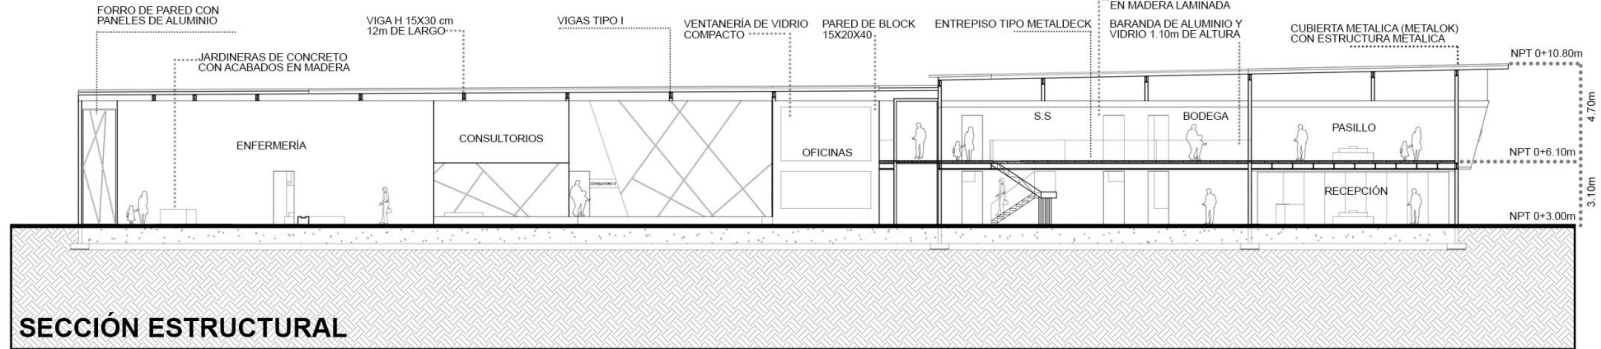 FORRO DE PARED CON
PANELES DE ALUMINIO
JARDINERAS DE CONCRETO
CON ACABADOS EN MADERA
VIGA H 15X30 cm
12m DE LARGO
VIGAS TIPO I
VENTANERÍA DE VIDRIO
COMPACTO
PARED DE BLOCK
15X20X40
ENTREPISO TIPO METALDECK
EN MADERA LAMINADA
BARANDA DE ALUMINIO Y
VIDRIO 1.10m DE ALTURA
CUBIERTA METALICA (METALOK)
CON ESTRUCTURA METALICA
NPT 0+10.80m
4.70m
NPT 0+6.10m
3.10m
NPT 0+3.00m
ENFERMERÍA
CONSULTORIOS
CONSULTORIO 2
OFICINAS
S.S
BODEGA
PASILLO
RECEPCIÓN
SECCIÓN ESTRUCTURAL